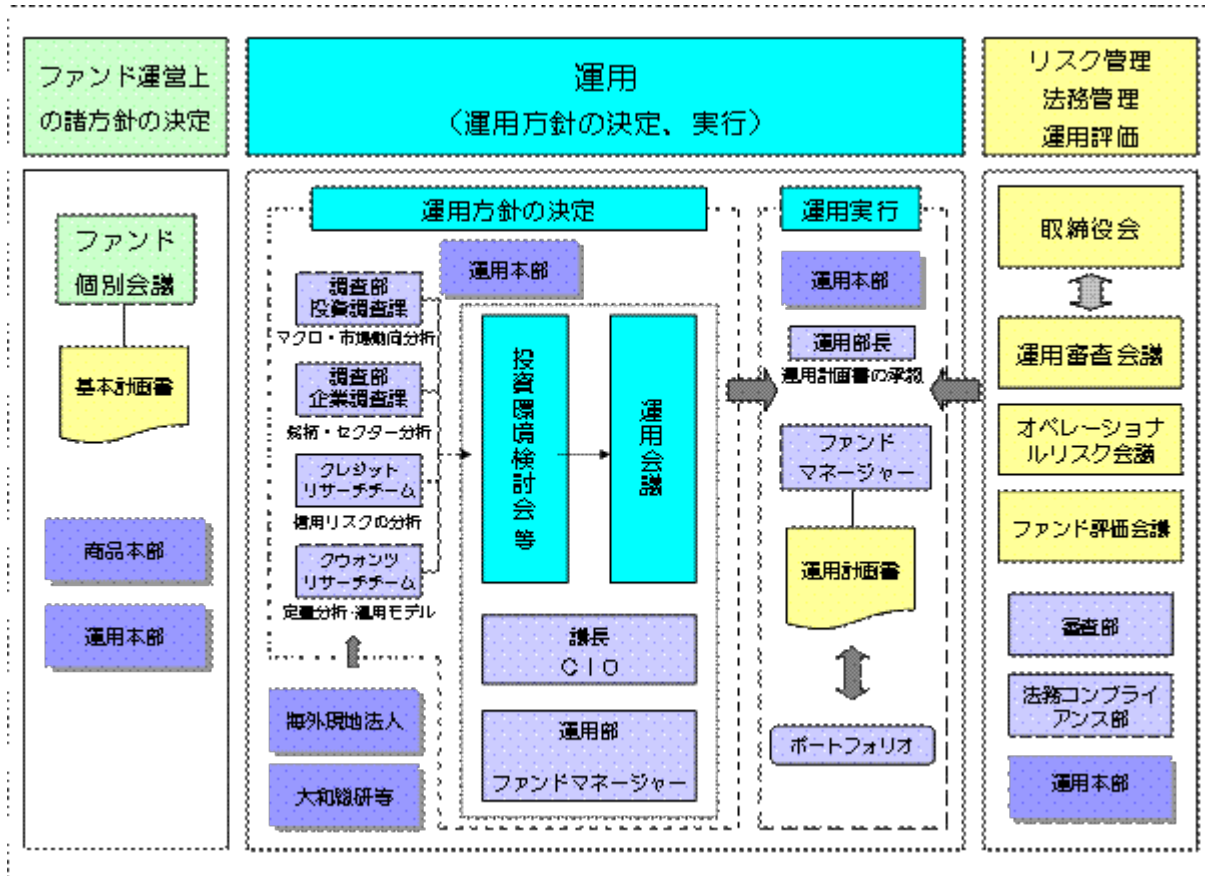 ファンド運営上
の諸方針の決定
運用
（運用方針の決定、実行）
リスク管理
法務管理
運用評価
ファンド
個別会議
基本計画書
商品本部
運用本部
運用方針の決定
運用本部
調査部
投資調査課
マクロ・市場動向分析
調査部
企業調査課
銘柄・セクター分析
クレジット
リサーチチーム
信用リスクの分析
クウォンツ
リサーチチーム
定量分析・運用モデル
海外現地法人
大和総研等
投資環境検討会等
運用会議
議長
ＣＩＯ
運用部
ファンドマネージャー
運用実行
運用本部
運用部長
運用計画書の承認
ファンド
マネージャー
運用計画書
ポートフォリオ
取締役会
運用審査会議
オペレーショナ
ルリスク会議
ファンド評価会議
審査部
法務コンプライ
アンス部
運用本部